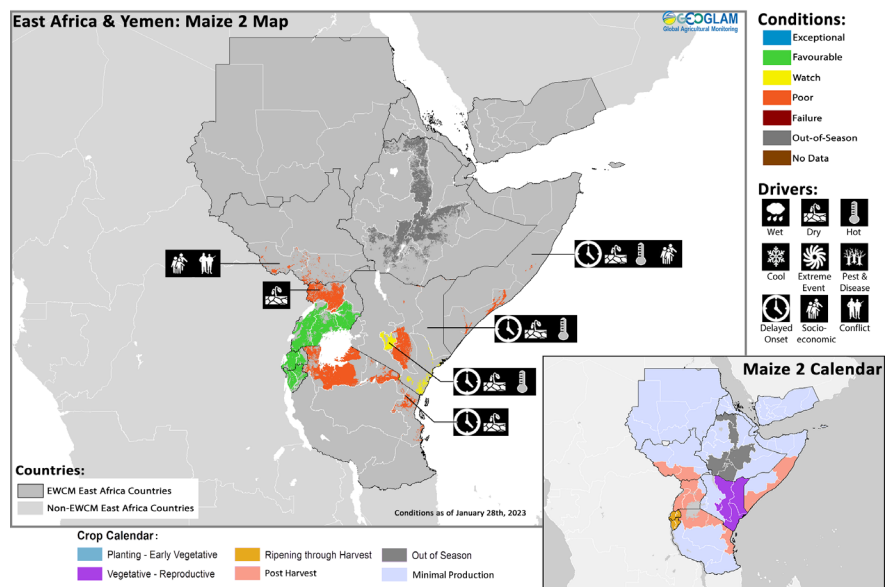 East Africa & Yemen: Maize 2 Map
GEOGLAM
Global Agricultural Monitoring
Conditions:
Exceptional
Favourable
Watch
Poor
Failure
Out-of-Season
No Data
Drivers:
Wet
Dry
Hot
Cool
Extreme
Event
Pest &
Disease
Delayed
Onset
Socio-
economic
Conflict
Maize 2 Calendar
Countries:
EWCM East Africa Countries
Non-EWCM East Africa Countries
Conditions as of January 28th, 2023
Crop Calendar:
Planting - Early Vegetative
Ripening through Harvest
Out of Season
Vegetative - Reproductive
Post Harvest
Minimal Production